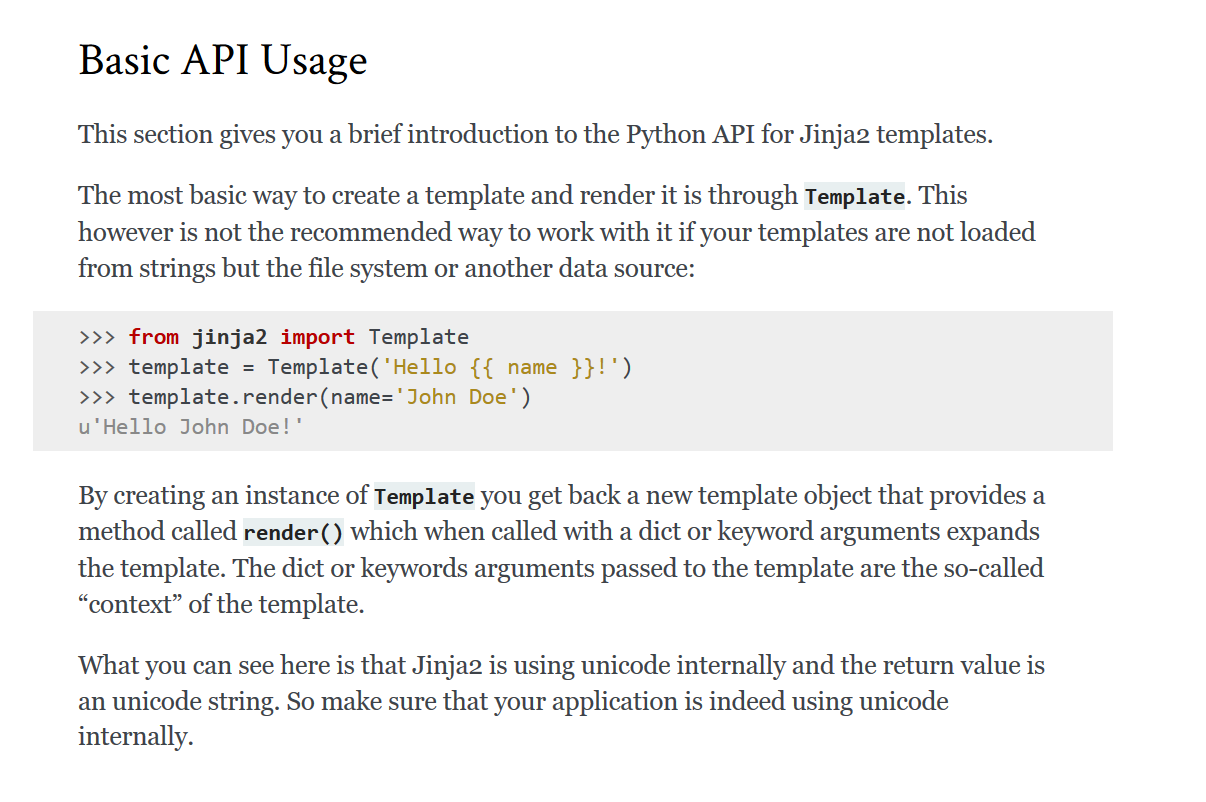 Basic API Usage
This section gives you a brief introduction to the Python API for Jinja2 templates.
The most basic way to create a template and render it is through Template. This
however is not the recommended way to work with it if your templates are not loaded
from strings but the file system or another data source:
>>> from jinja2 import Template
>>> template = Template('Hello {{ name }}!')
>>> template.render(name='John Doe')
u'Hello John Doe!'
By creating an instance of Template you get back a new template object that provides a
method called render() which when called with a dict or keyword arguments expands
the template. The dict or keywords arguments passed to the template are the so-called
“context” of the template.
What you can see here is that Jinja2 is using unicode internally and the return value is
an unicode string. So make sure that your application is indeed using unicode
internally.